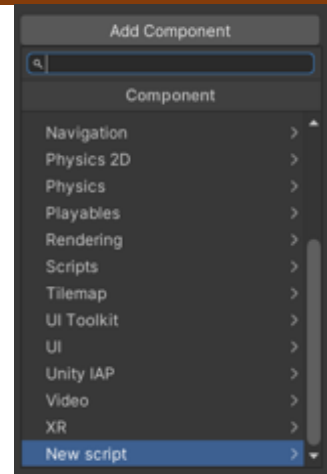 Add Component
Component
Navigation
Physics 2D
Physics
Playables
Rendering
Scripts
Tilemap
UI Toolkit
UI
Unity IAP
Video
XR
New script